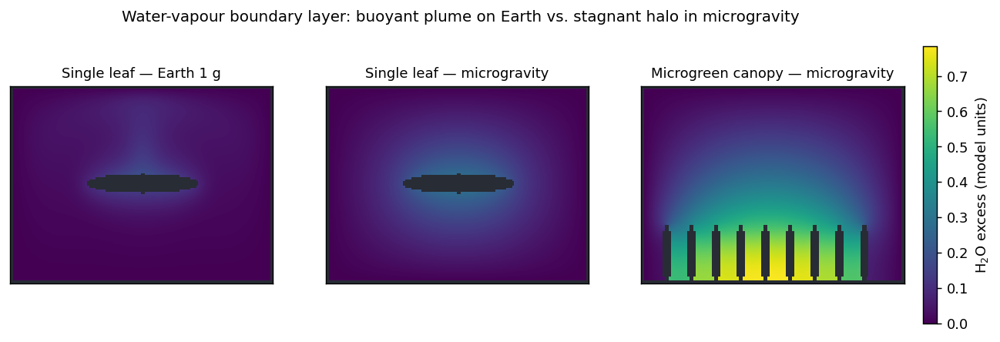 Water-vapour boundary layer: buoyant plume on Earth vs. stagnant halo in microgravity
Single leaf — Earth 1 g
Single leaf — microgravity
Microgreen canopy — microgravity
0.7
0.6
0.5
0.4
0.3
0.2
0.1
0.0
H₂O excess (model units)